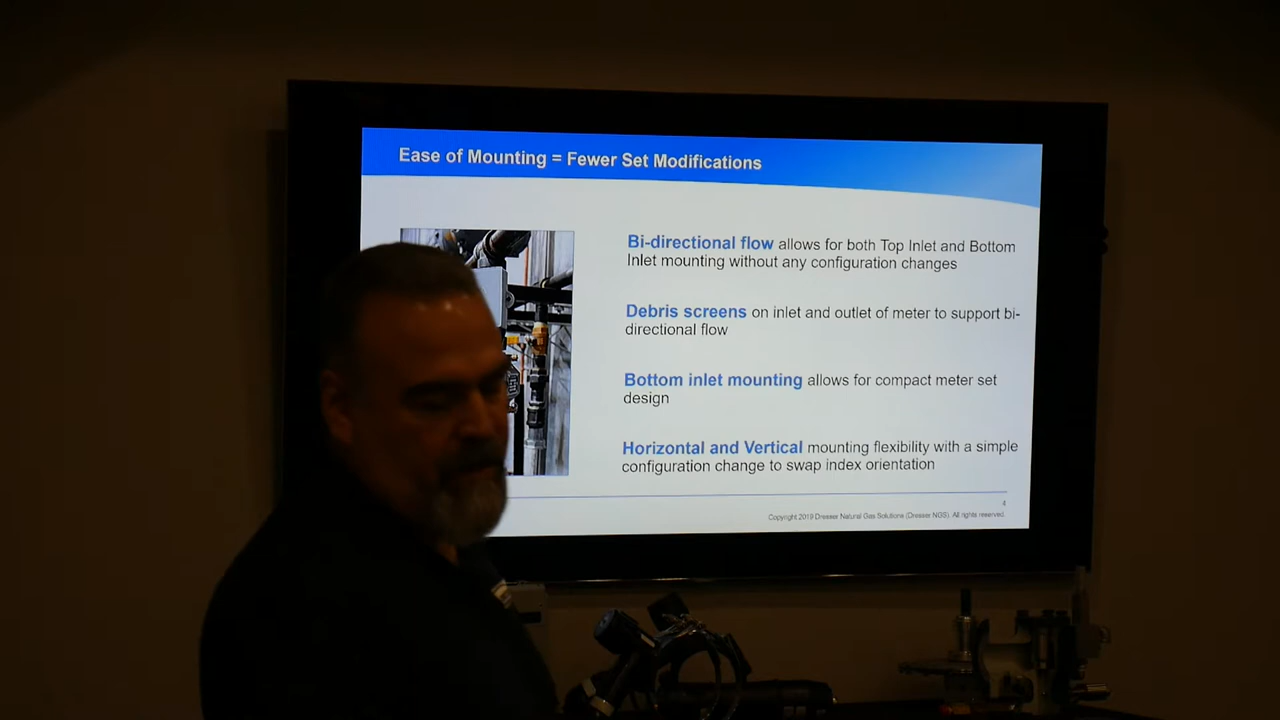 Ease of Mounting = Fewer Set Modifications
Bi-directional flow allows for both Top Inlet and Bottom
Inlet mounting without any configuration changes
Debris screens on inlet and outlet of meter to support bi-
directional flow
Bottom inlet mounting allows for compact meter set
design
Horizontal and Vertical mounting flexibility with a simple
configuration change to swap index orientation
4
Copyright 2019 Dresser Natural Gas Solutions (Dresser NGS). All rights reserved.